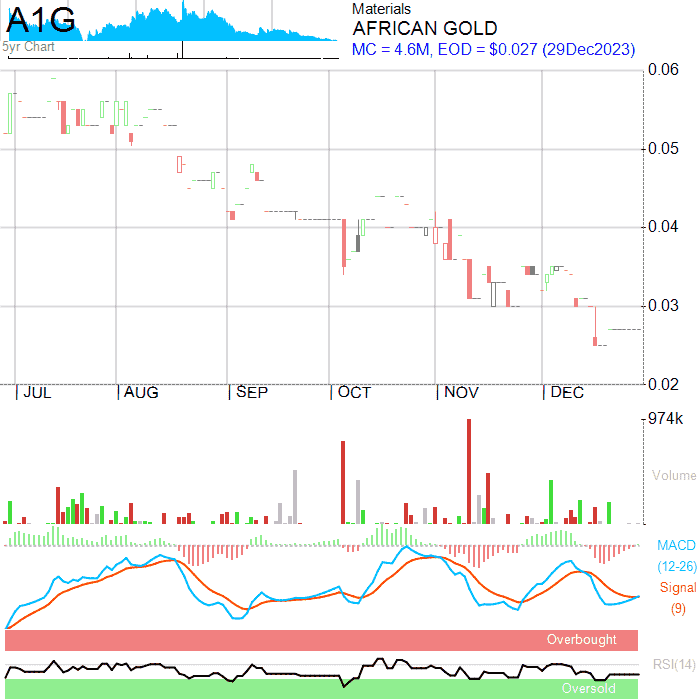 A1G
5yr Chart
Materials
AFRICAN GOLD
MC = 4.6M, EOD = $0.027 (29Dec2023)
0.06
0.05
0.04
0.03
0.02
JUL AUG SEP OCT NOV DEC
974k
Volume
MACD
(12-26)
Signal
(9)
Overbought
RSI(14)
Oversold